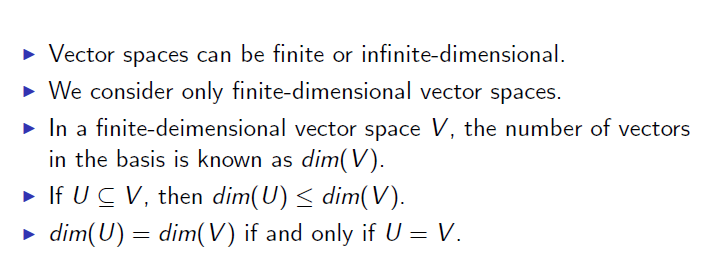 ▶ Vector spaces can be finite or infinite-dimensional.
▶ We consider only finite-dimensional vector spaces.
▶ In a finite-deimensional vector space V, the number of vectors
in the basis is known as dim(V).
▶ If U ⊆ V, then dim(U) ≤ dim(V).
▶ dim(U) = dim(V) if and only if U = V.